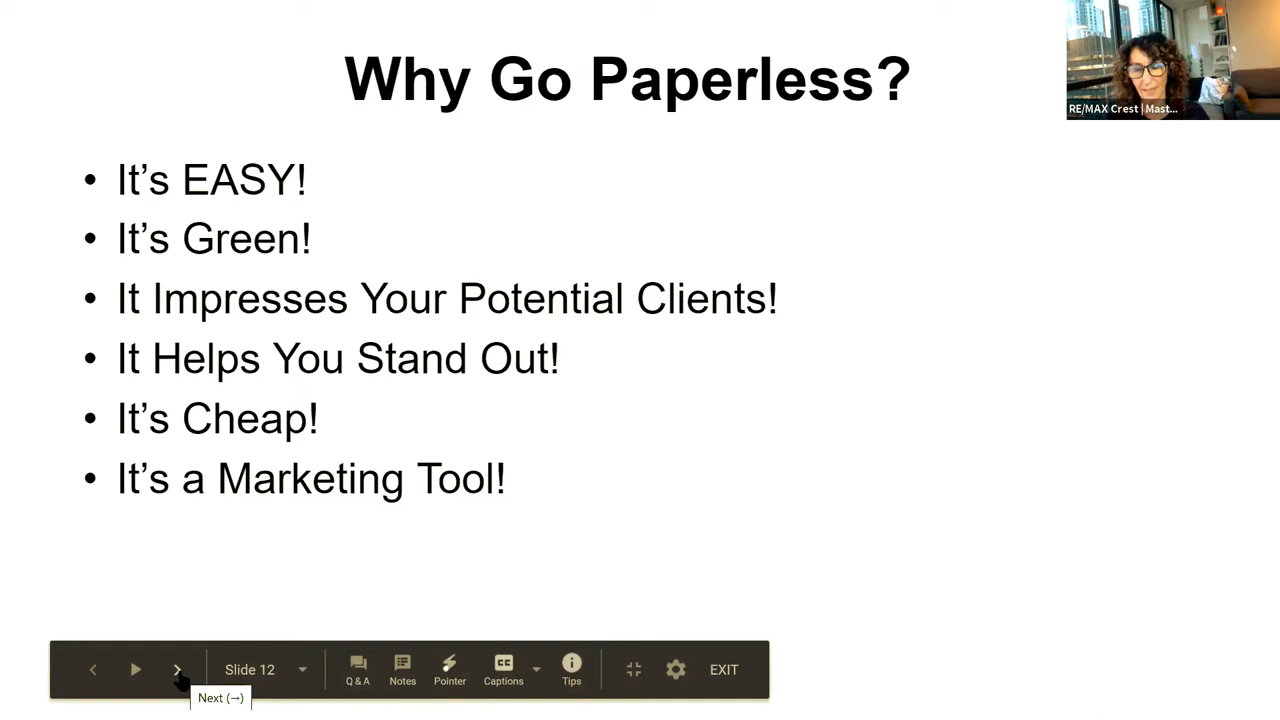 Why Go Paperless?
RE/MAX Crest | Mast...
• It's EASY!
• It's Green!
• It Impresses Your Potential Clients!
• It Helps You Stand Out!
• It's Cheap!
• It's a Marketing Tool!
Slide 12
Q & A
Notes
Pointer
CC
Captions
Tips
EXIT
Next (→)